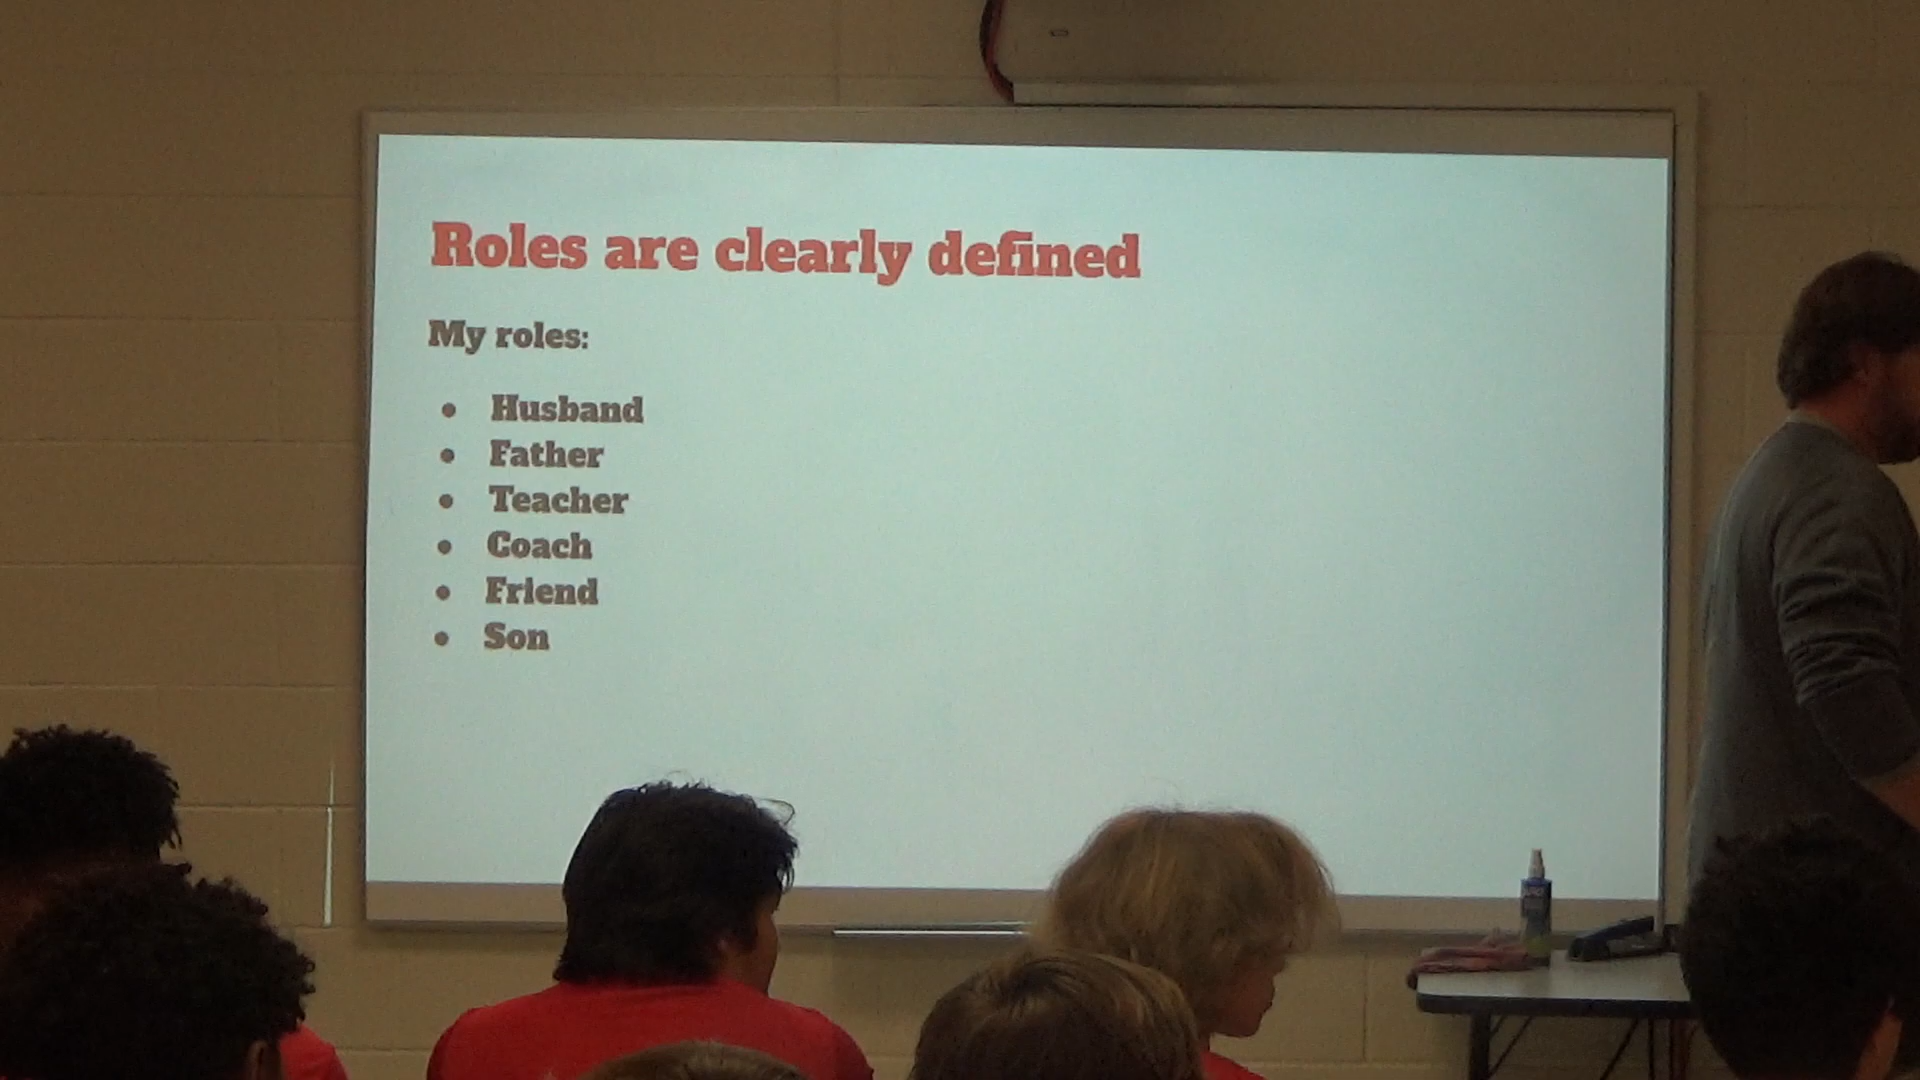 Roles are clearly defined
My roles:
● Husband
● Father
● Teacher
● Coach
● Friend
● Son